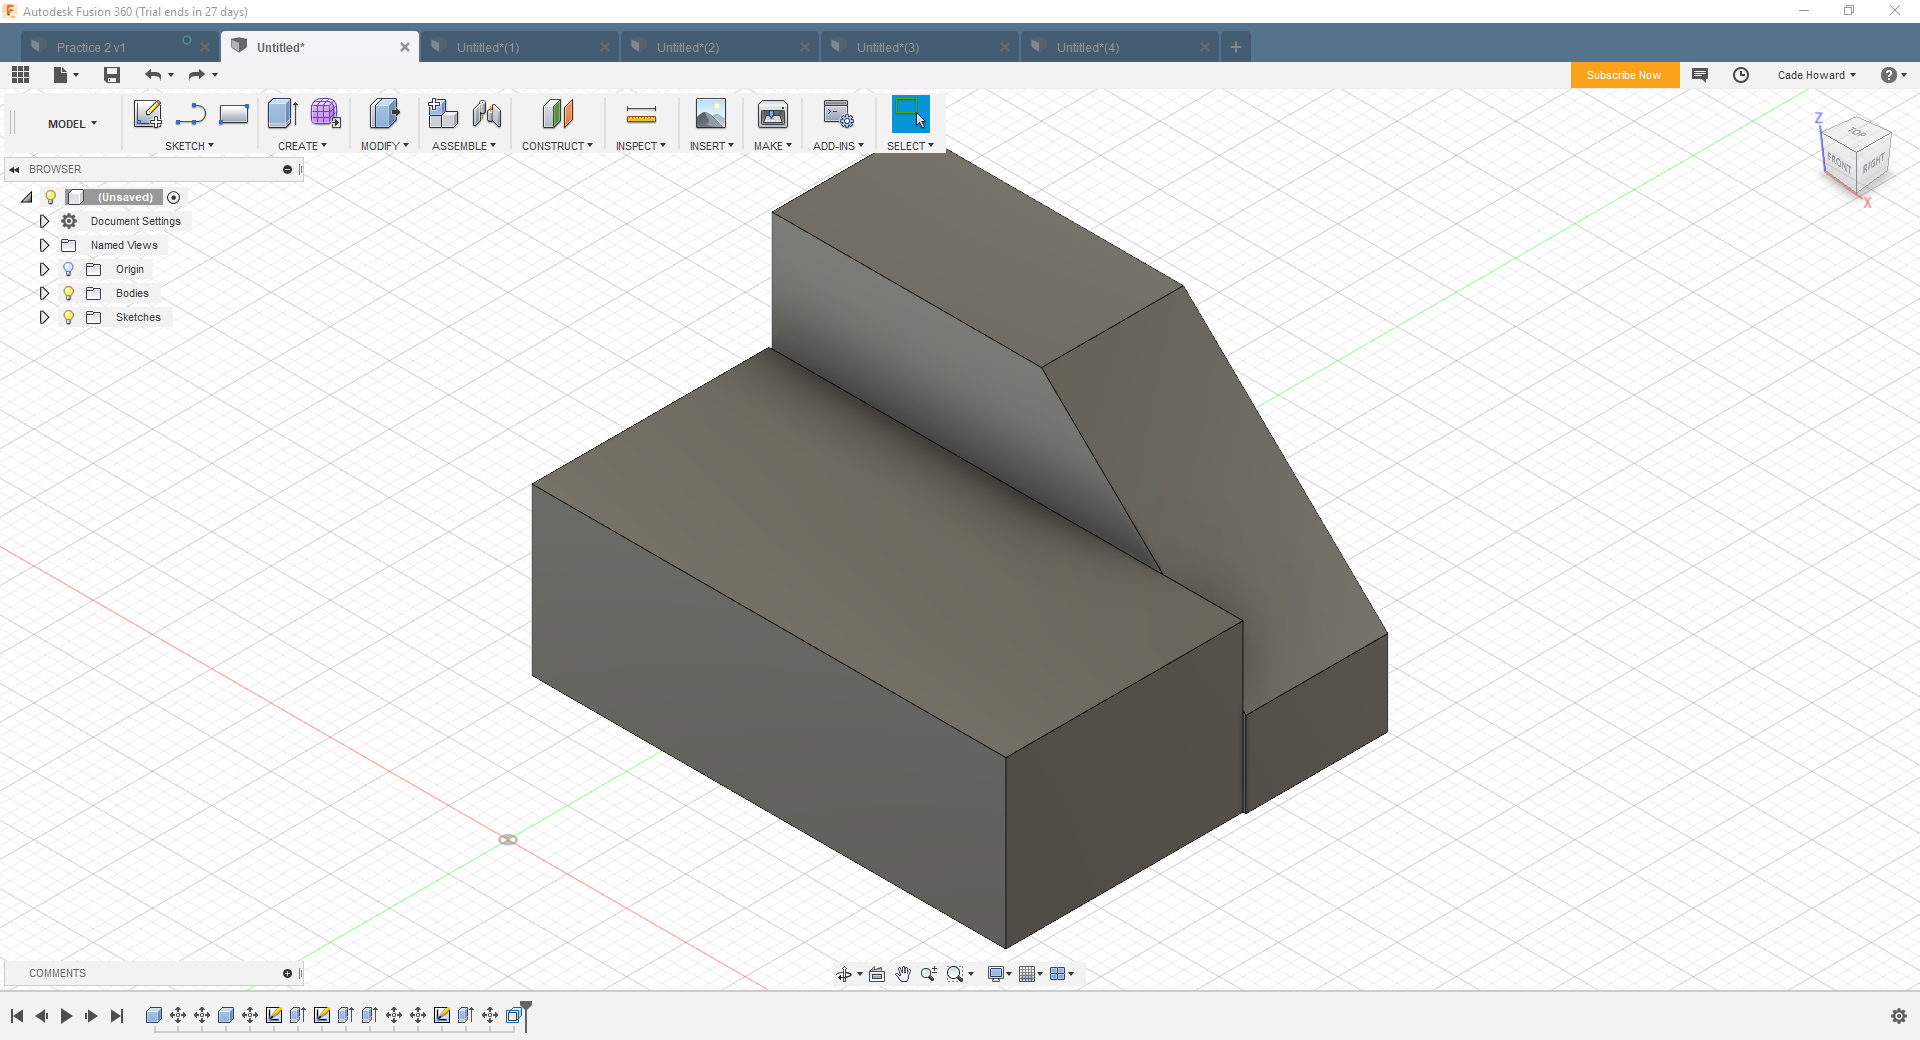 Autodesk Fusion 360 (Trial ends in 27 days)
Practice 2 v1
Untitled*
Untitled*(1)
Untitled*(2)
Untitled*(3)
Untitled*(4)
Subscribe Now
Cade Howard
MODEL
SKETCH
CREATE
MODIFY
ASSEMBLE
CONSTRUCT
INSPECT
INSERT
MAKE
ADD-INS
SELECT
BROWSER
(Unsaved)
Document Settings
Named Views
Origin
Bodies
Sketches
Z
TOP
FRONT
RIGHT
X
COMMENTS